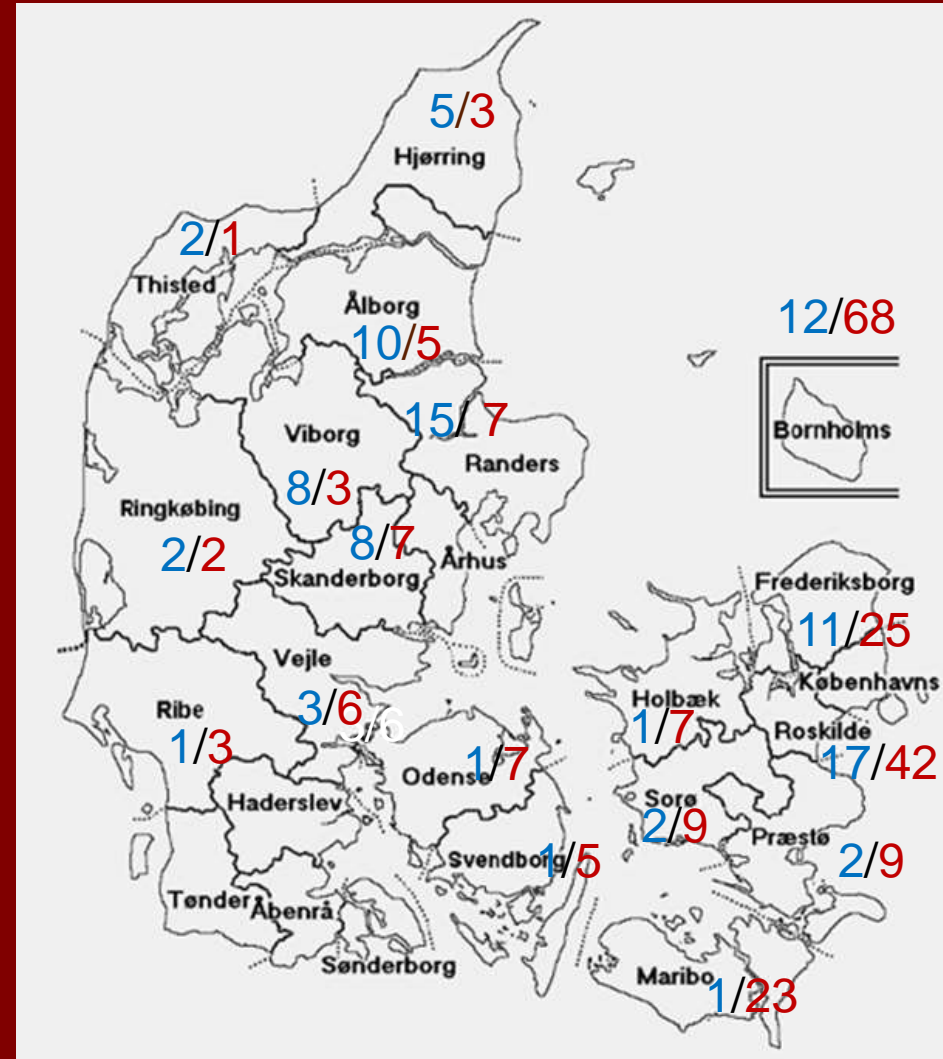 5/3
Hjørring
2/1
Thisted
Ålborg
10/5
12/68
15/ 7
Viborg
Randers
Bornholms
8/3
Ringkøbing
2/2
8/7
Århus
Skanderborg
Frederiksborg
11/25
Københavns
Vejle
3/6
Holbæk
1/7
Ribe
1/3
Roskilde
17/42
Odense
1/7
Haderslev
Sorø
2/9
Præstø
2/9
Svendborg
1/5
Tønder
Åbenrå
Sønderborg
Maribo
1/23